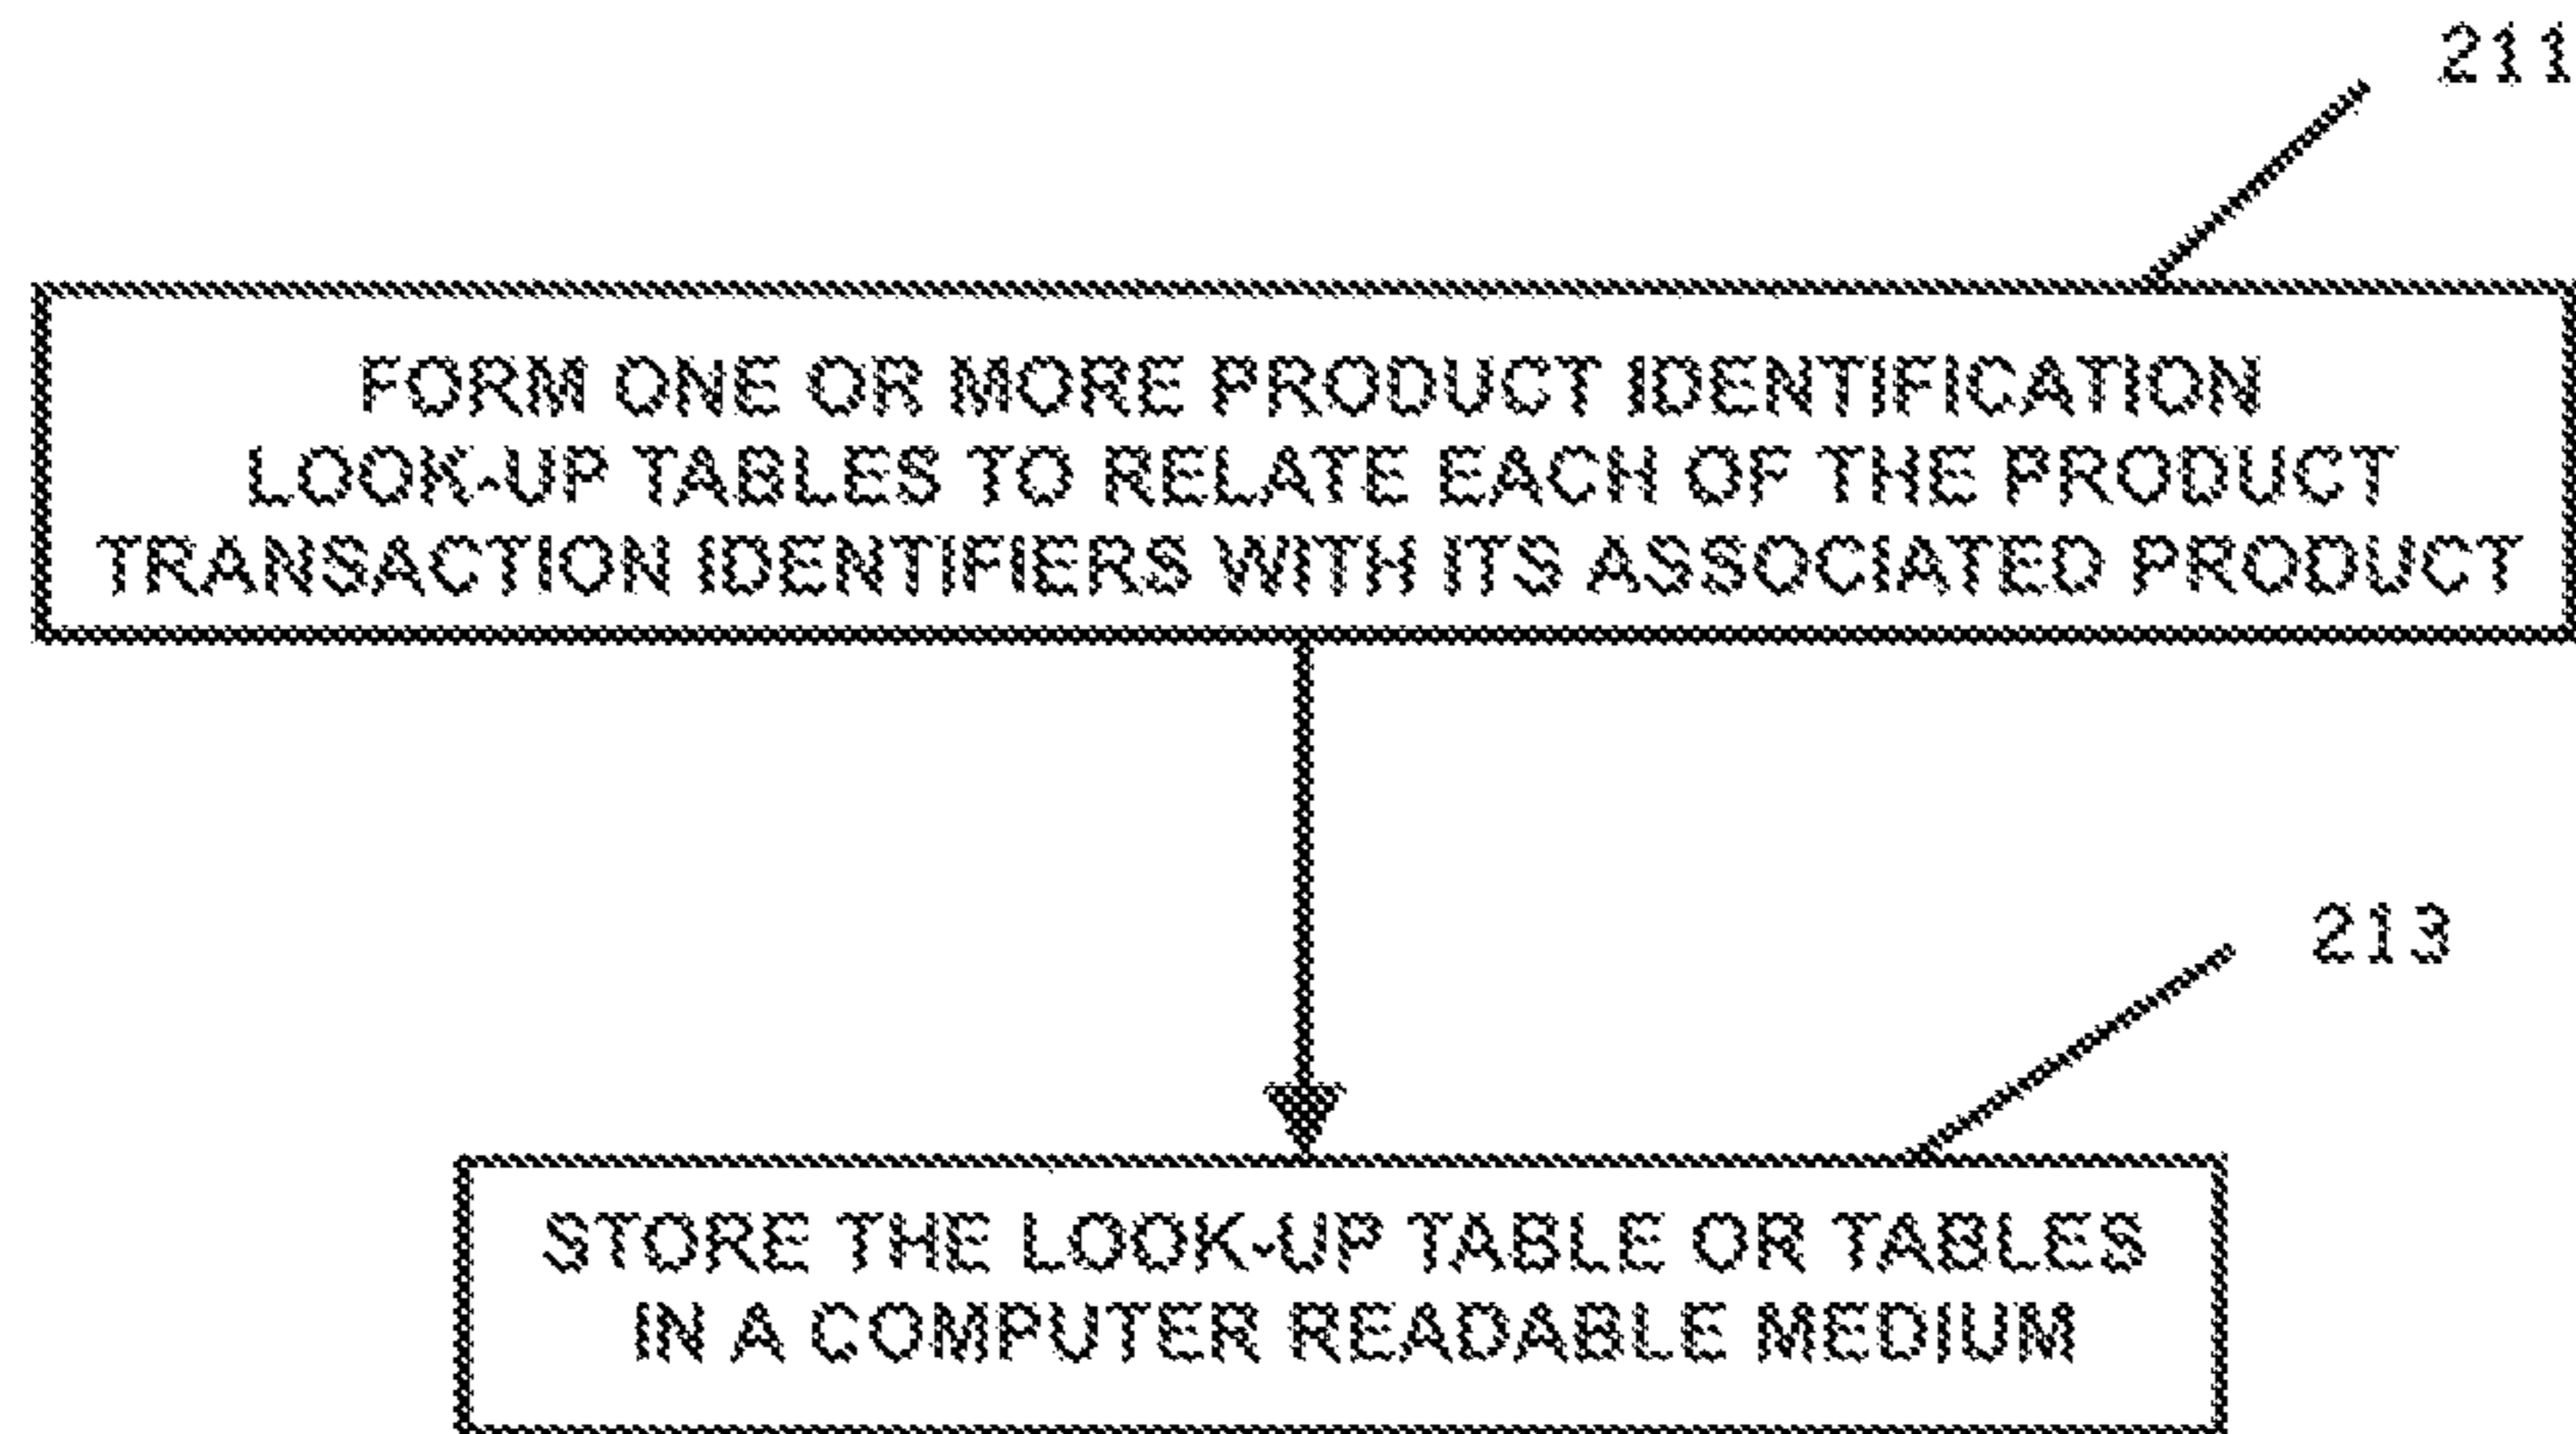 211
FORM ONE OR MORE PRODUCT IDENTIFICATION
LOOK-UP TABLES TO RELATE EACH OF THE PRODUCT
TRANSACTION IDENTIFIERS WITH ITS ASSOCIATED PRODUCT
213
STORE THE LOOK-UP TABLE OR TABLES
IN A COMPUTER READABLE MEDIUM